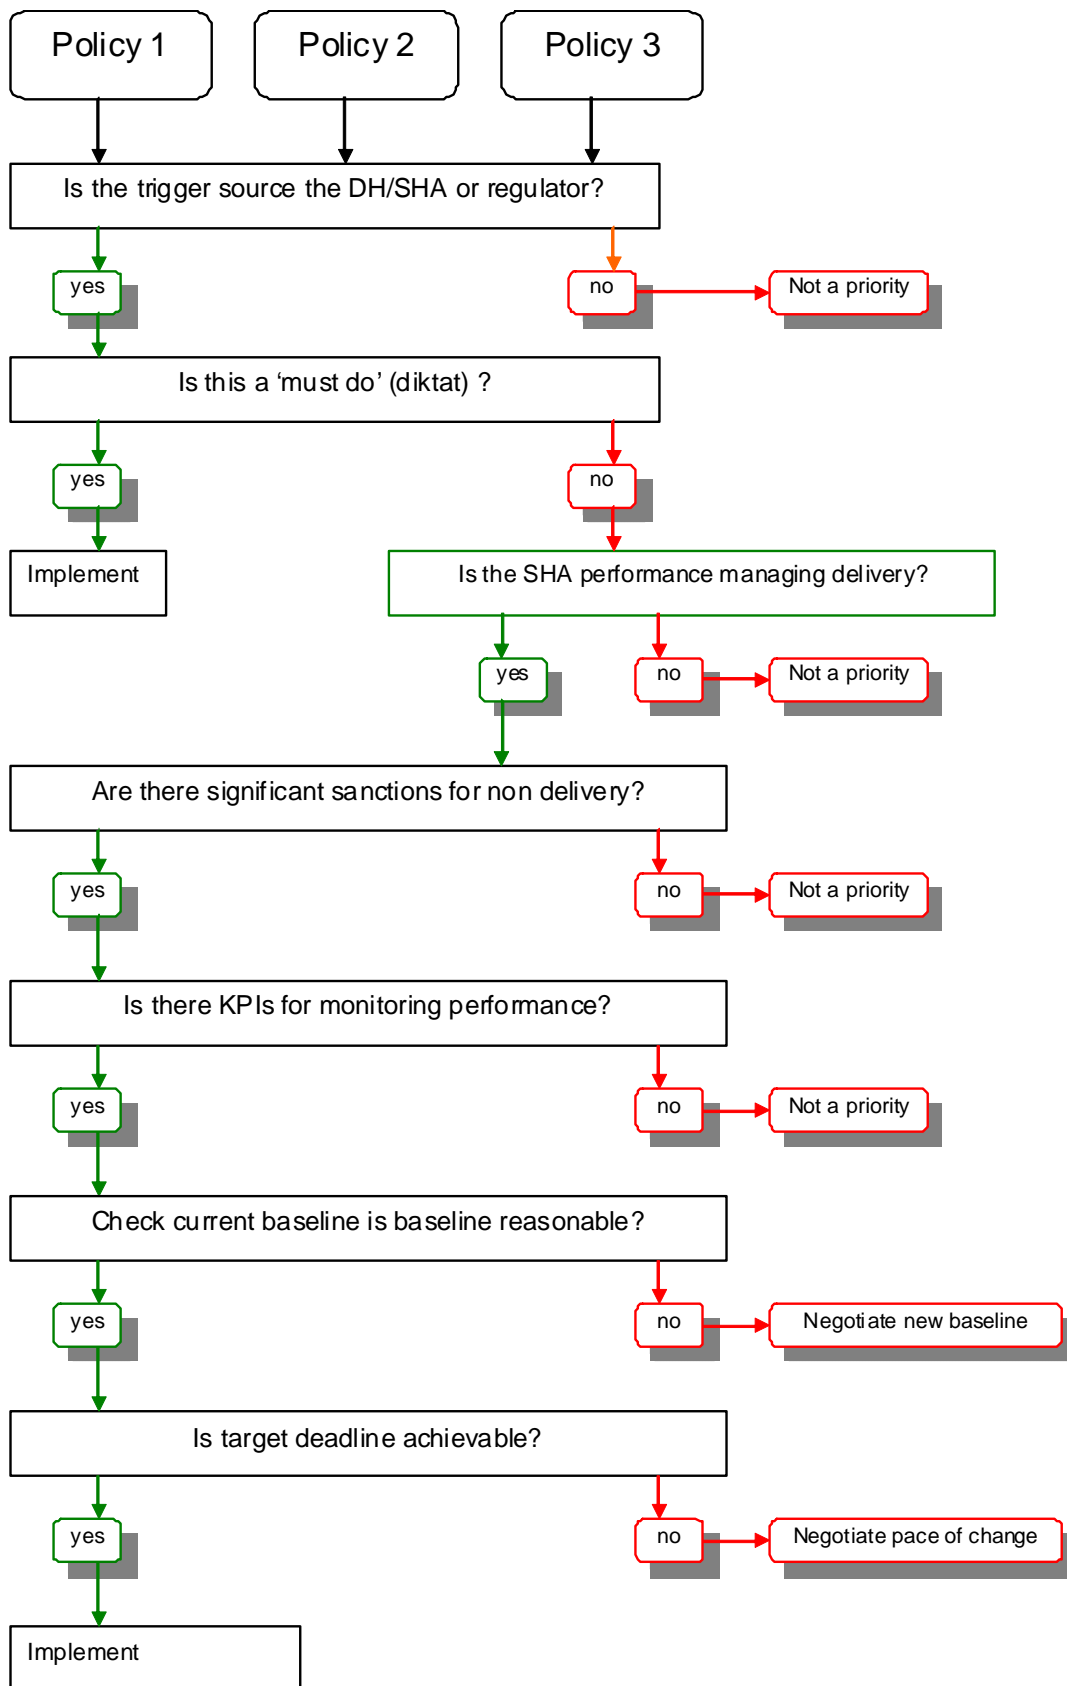 Policy 1
Policy 2
Policy 3
Is the trigger source the DH/SHA or regulator?
yes
no
Not a priority
Is this a ‘must do’ (diktat) ?
yes
no
Implement
Is the SHA performance managing delivery?
yes
no
Not a priority
Are there significant sanctions for non delivery?
yes
no
Not a priority
Is there KPIs for monitoring performance?
yes
no
Not a priority
Check current baseline is baseline reasonable?
yes
no
Negotiate new baseline
Is target deadline achievable?
yes
no
Negotiate pace of change
Implement